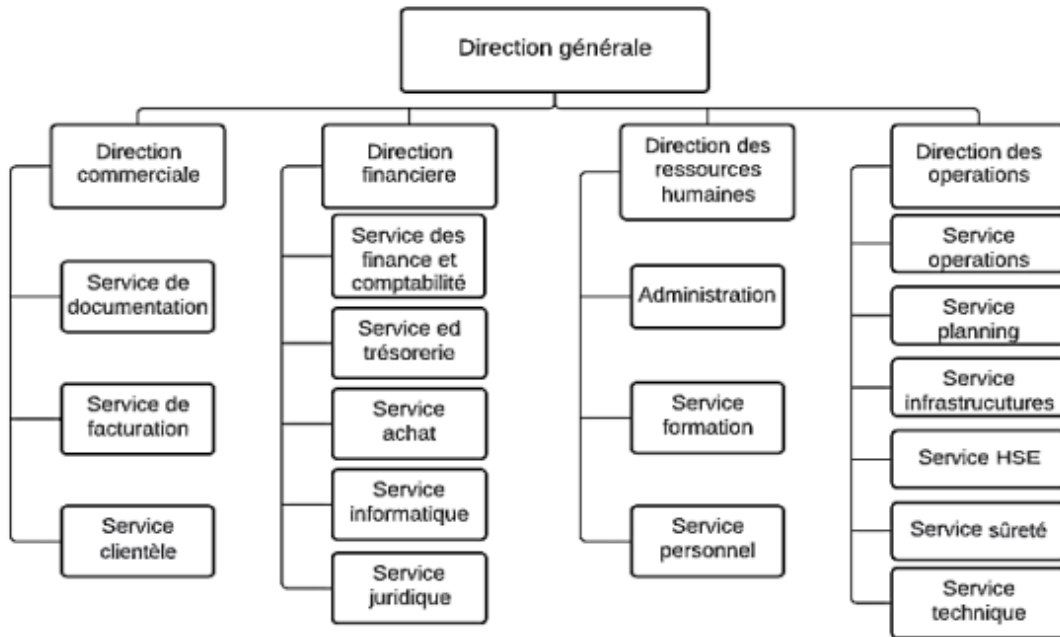 Direction générale
Direction
commerciale
Service de
documentation
Service de
facturation
Service
clientèle
Direction
financiere
Service des
finance et
comptabilité
Service ed
trésorerie
Service
achat
Service
informatique
Service
juridique
Direction des
ressources
humaines
Administration
Service
formation
Service
personnel
Direction des
operations
Service
operations
Service
planning
Service
infrastrucutures
Service HSE
Service sûreté
Service
technique